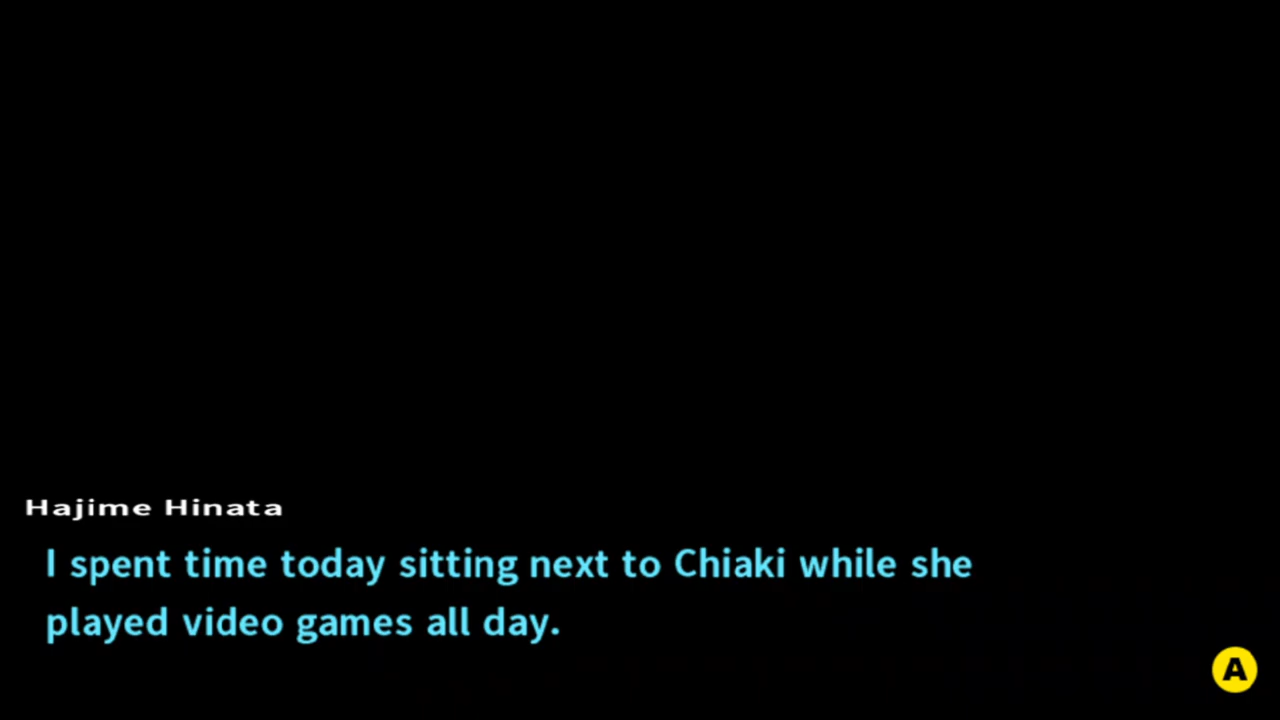 Hajime Hinata
I spent time today sitting next to Chiaki while she
played video games all day.
A